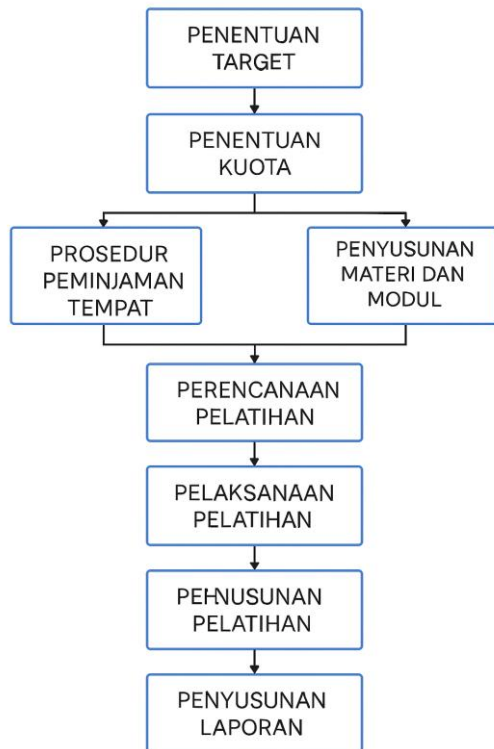 PENENTUAN
TARGET
PENENTUAN
KUOTA
PROSEDUR
PEMINJAMAN
TEMPAT
PENYUSUNAN
MATERI DAN
MODUL
PERENCANAAN
PELATIHAN
PELAKSANAAN
PELATIHAN
PEHNUSUNAN
PELATIHAN
PENYUSUNAN
LAPORAN